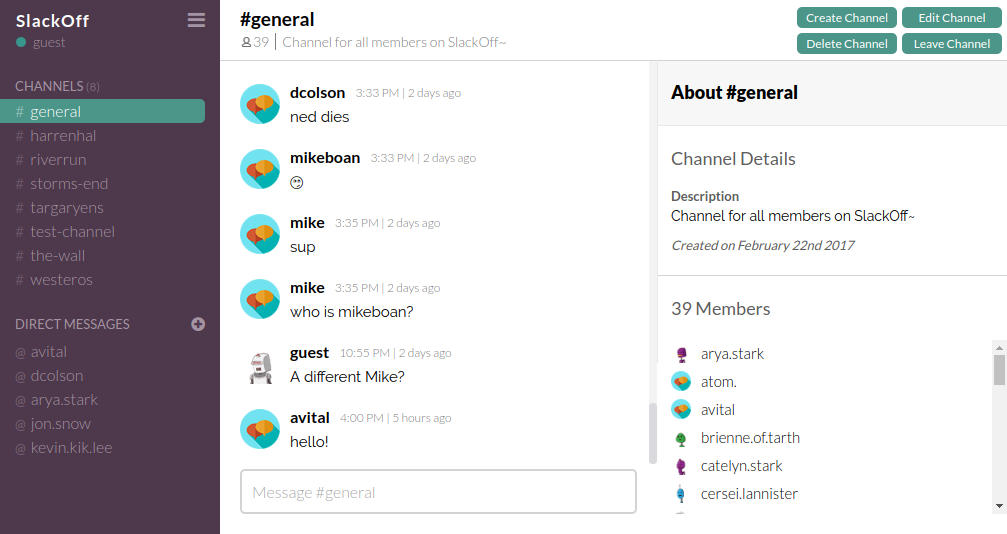 SlackOff
guest
CHANNELS (8)
# general
# harrenhal
# riverrun
# storms-end
# targaryens
# test-channel
# the-wall
# westeros
DIRECT MESSAGES
@ avital
@ dcolson
@ arya.stark
@ jon.snow
@ kevin.kik.lee
#general
39 | Channel for all members on SlackOff~
Create Channel
Edit Channel
Delete Channel
Leave Channel
dcolson 3:33 PM | 2 days ago
ned dies
mikeboan 3:33 PM | 2 days ago
🙄
mike 3:35 PM | 2 days ago
sup
mike 3:35 PM | 2 days ago
who is mikeboan?
guest 10:55 PM | 2 days ago
A different Mike?
avital 4:00 PM | 5 hours ago
hello!
Message #general
About #general
Channel Details
Description
Channel for all members on SlackOff~
Created on February 22nd 2017
39 Members
arya.stark
atom.
avital
brienne.of.tarth
catelyn.stark
cersei.lannister